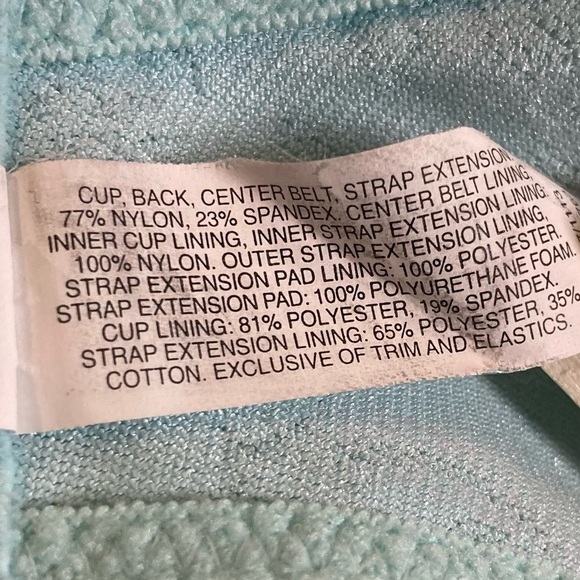 CUP, BACK, CENTER BELT, STRAP EXTENSION:
77% NYLON, 23% SPANDEX. CENTER BELT LINING,
INNER CUP LINING, INNER STRAP EXTENSION LINING:
100% NYLON. OUTER STRAP EXTENSION LINING,
STRAP EXTENSION PAD LINING: 100% POLYESTER.
STRAP EXTENSION PAD: 100% POLYURETHANE FOAM.
CUP LINING: 81% POLYESTER, 19% SPANDEX.
STRAP EXTENSION LINING: 65% POLYESTER, 35%
COTTON. EXCLUSIVE OF TRIM AND ELASTICS.